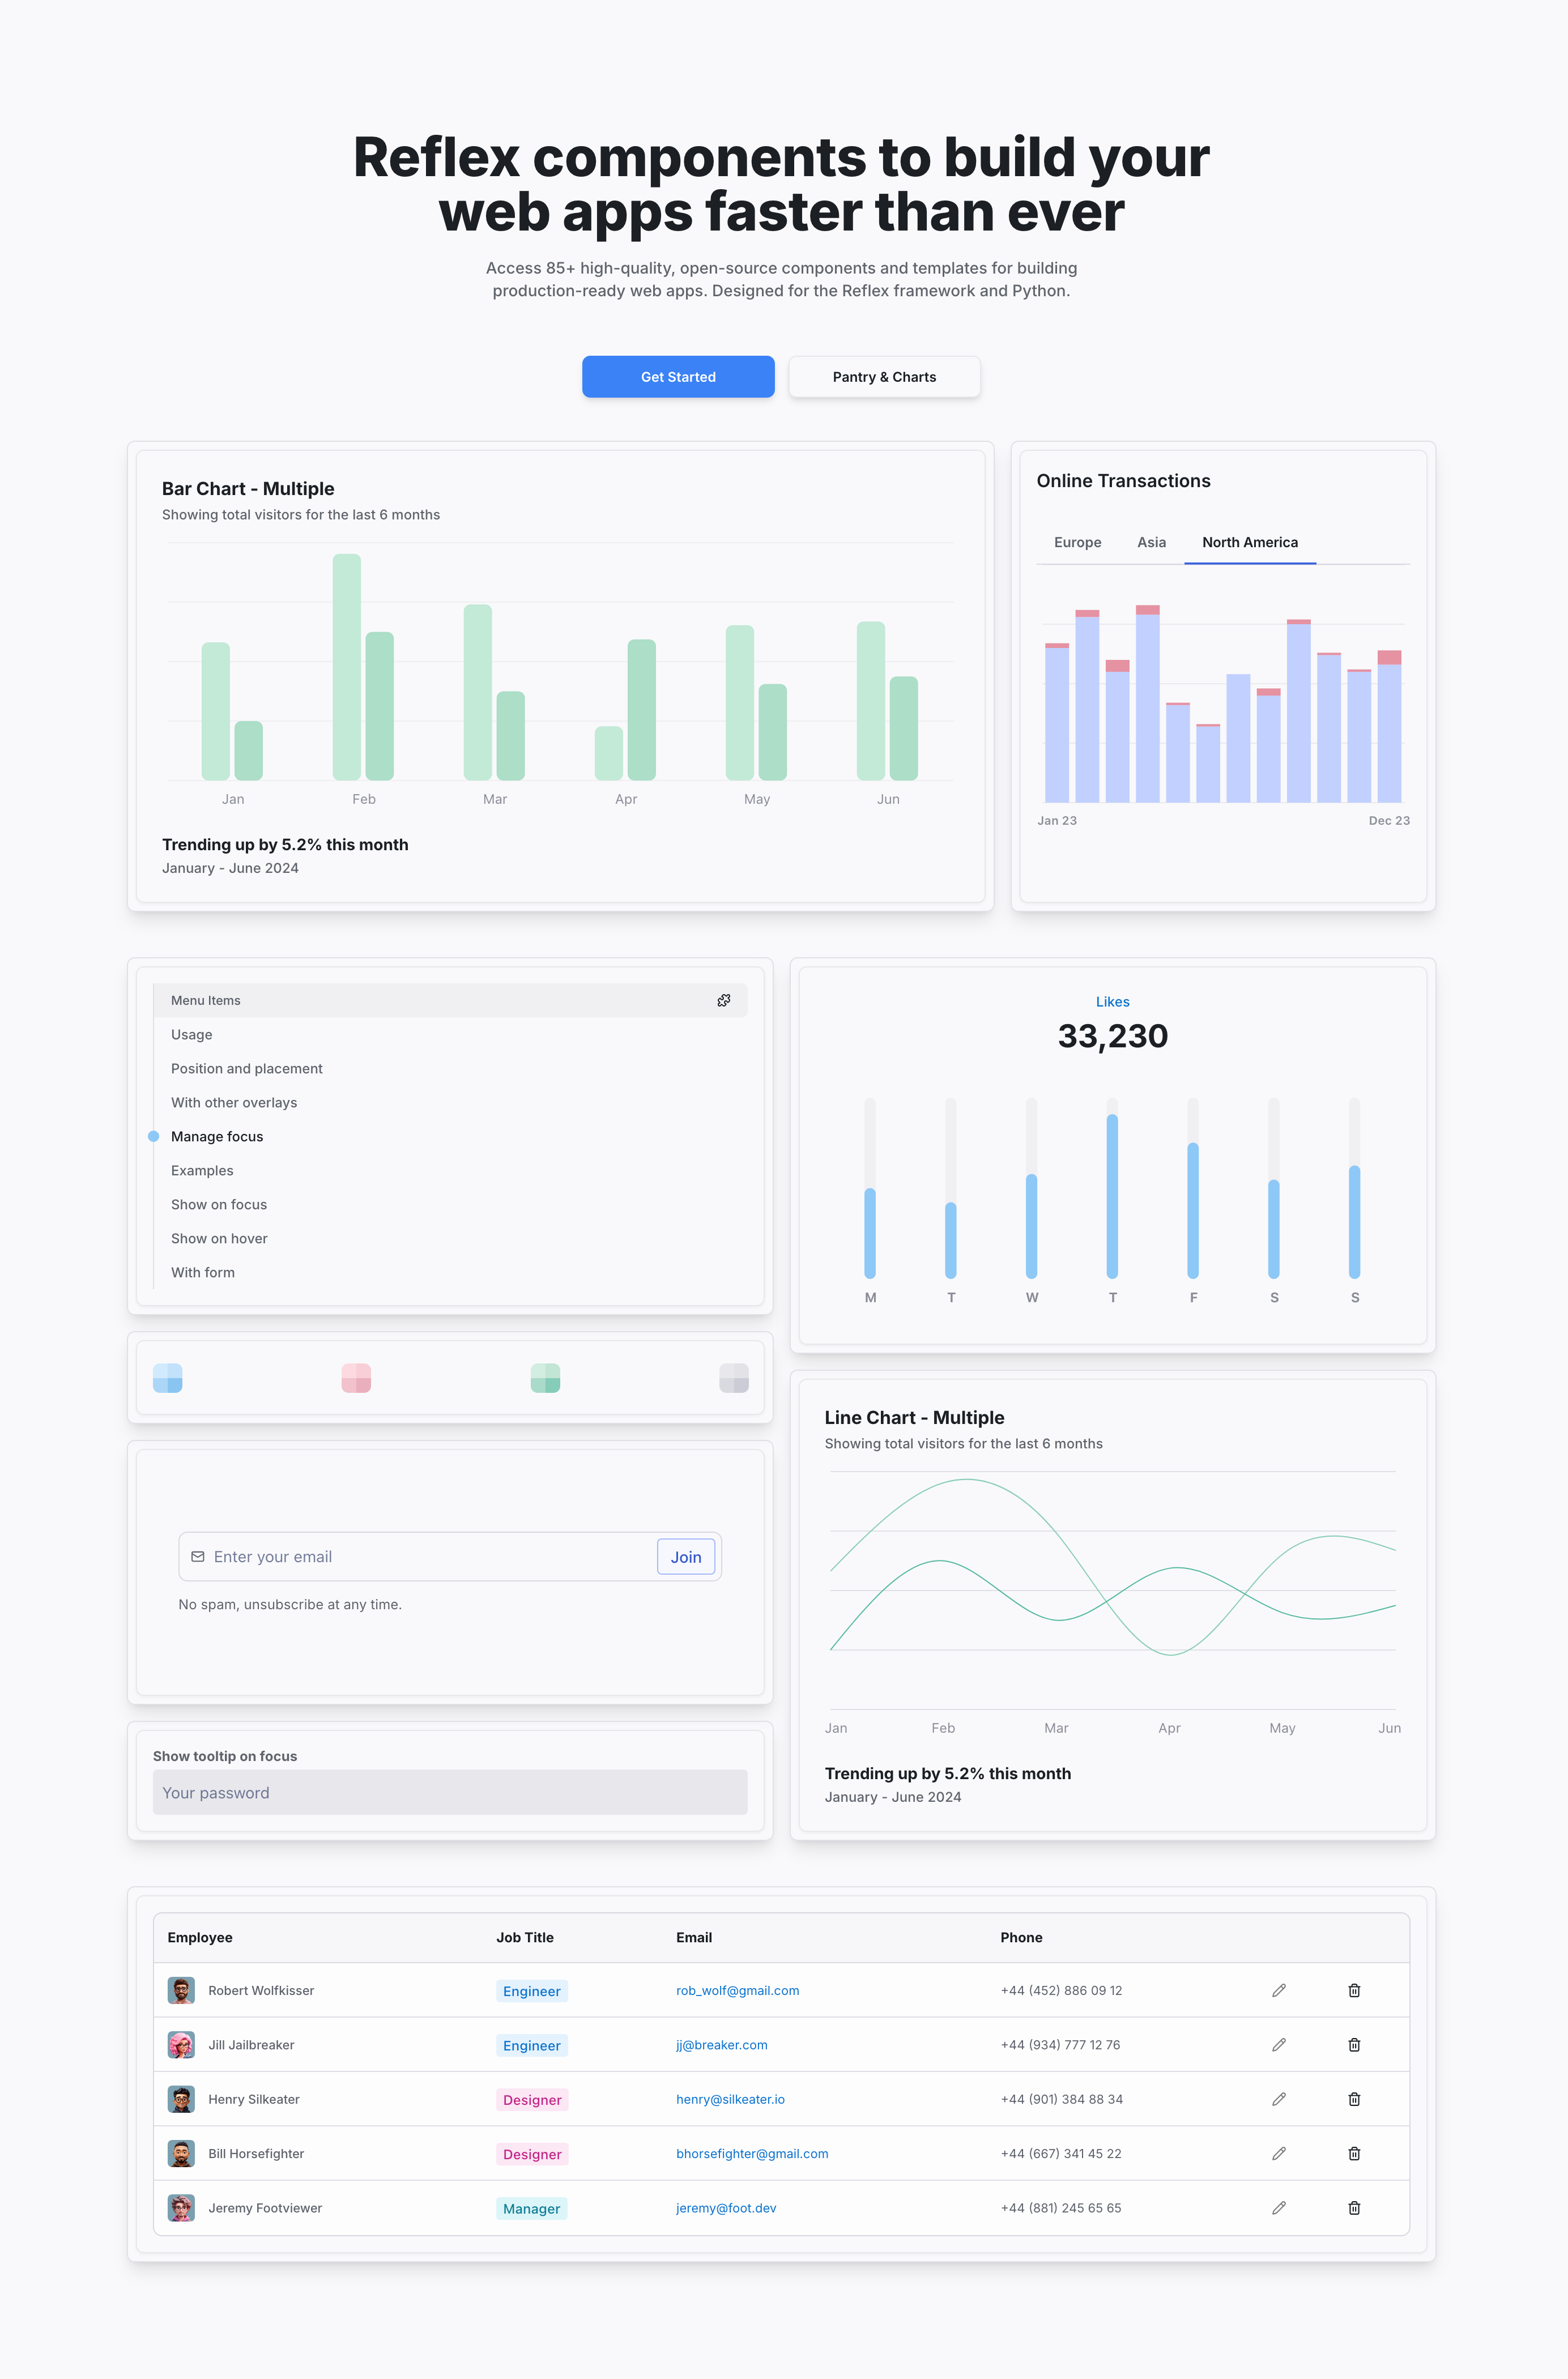 Reflex components to build your
web apps faster than ever
Access 85+ high-quality, open-source components and templates for building
production-ready web apps. Designed for the Reflex framework and Python.
Get Started
Pantry & Charts
Bar Chart - Multiple
Showing total visitors for the last 6 months
Jan Feb Mar Apr May Jun
Trending up by 5.2% this month
January - June 2024
Online Transactions
Europe Asia North America
Jan 23 Dec 23
Menu Items
Usage
Position and placement
With other overlays
Manage focus
Examples
Show on focus
Show on hover
With form
Enter your email Join
No spam, unsubscribe at any time.
Show tooltip on focus
Your password
Likes
33,230
M T W T F S S
Line Chart - Multiple
Showing total visitors for the last 6 months
Jan Feb Mar Apr May Jun
Trending up by 5.2% this month
January - June 2024
Employee Job Title Email Phone
Robert Wolfkisser Engineer rob_wolf@gmail.com +44 (452) 886 09 12
Jill Jailbreaker Engineer jj@breaker.com +44 (934) 777 12 76
Henry Silkeater Designer henry@silkeater.io +44 (901) 384 88 34
Bill Horsefighter Designer bhorsefighter@gmail.com +44 (667) 341 45 22
Jeremy Footviewer Manager jeremy@foot.dev +44 (881) 245 65 65